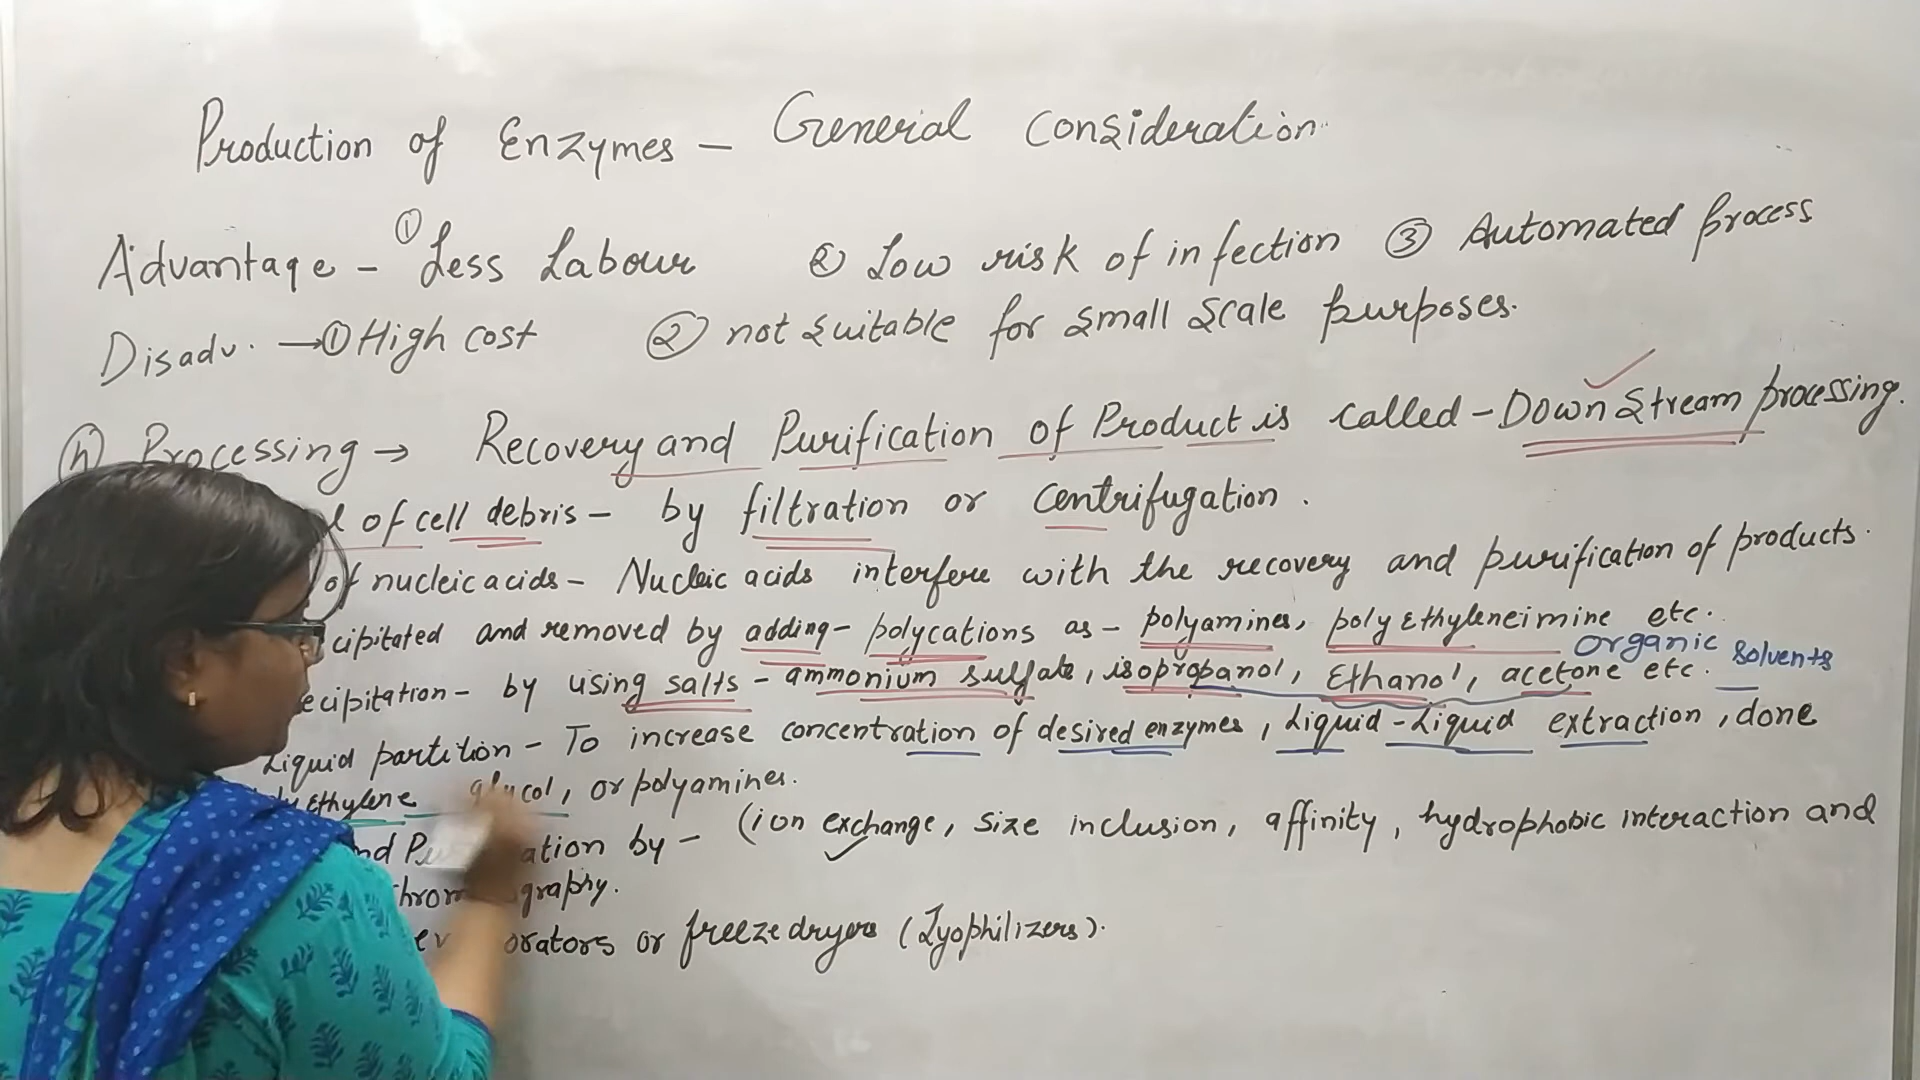 Production of Enzymes – General Consideration
Advantage – ① Less Labour ② Low risk of infection ③ Automated process
Disadv. → ① High cost ② not suitable for small scale purposes.
(h) Processing → Recovery and Purification of Product is called – Down Stream processing.
of cell debris – by filtration or centrifugation.
of nucleic acids – Nucleic acids interfere with the recovery and purification of products.
cipitated and removed by adding – polycations as – polyamines, polyethyleneimine etc.
organic solvents
ecipitation – by using salts – ammonium sulfate, isopropanol, Ethanol, acetone etc.
Liquid partition – To increase concentration of desired enzymes, Liquid-Liquid extraction, done
Ethylene glycol, or polyamines.
nd Pu ation by – (ion exchange, size inclusion, affinity, hydrophobic interaction and
hrom graphy.
ev orators or freeze dryers (Lyophilizers).